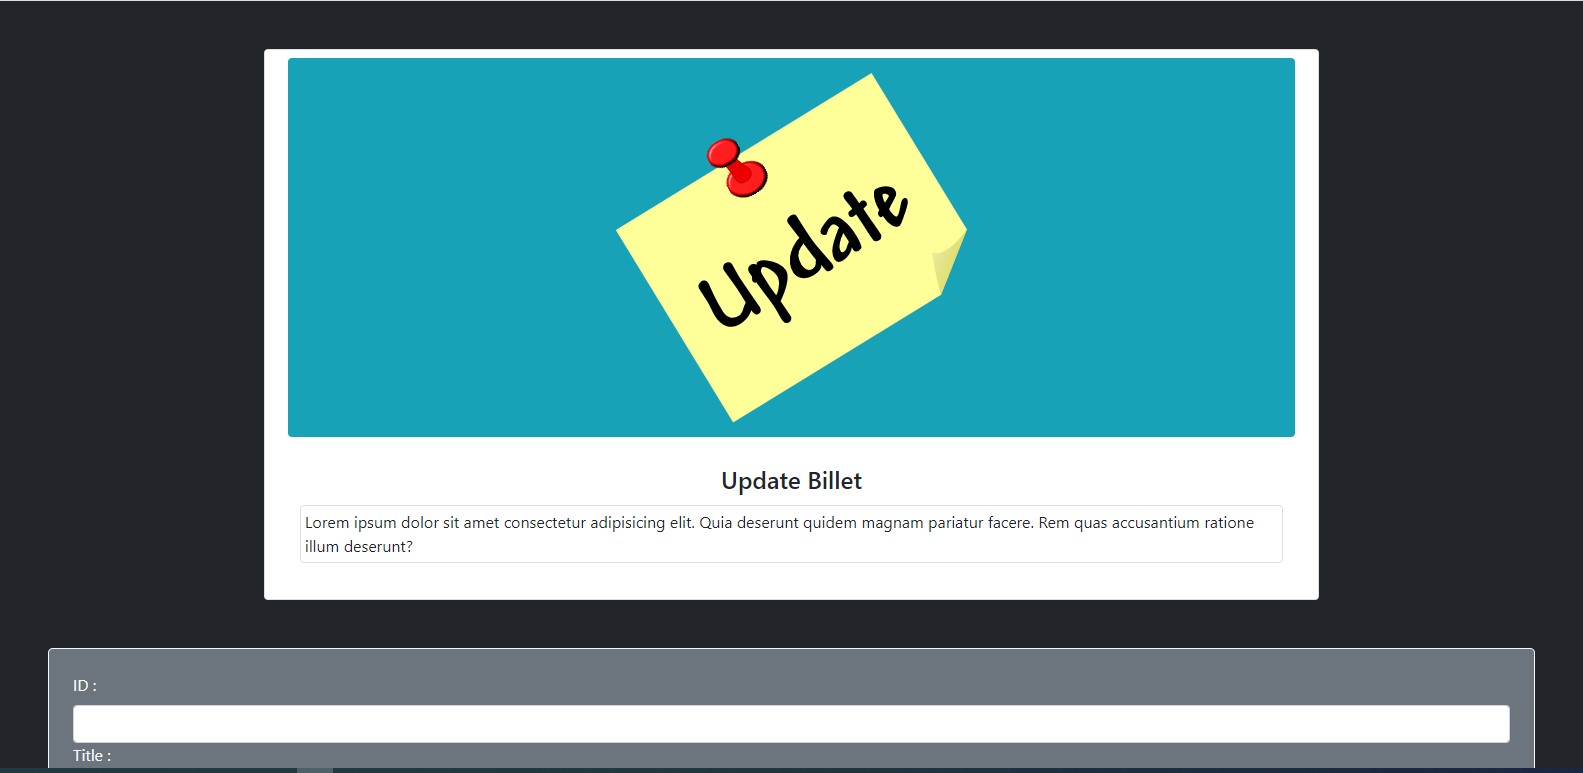 Update
Update Billet
Lorem ipsum dolor sit amet consectetur adipisicing elit. Quia deserunt quidem magnam pariatur facere. Rem quas accusantium ratione
illum deserunt?
ID :
Title :